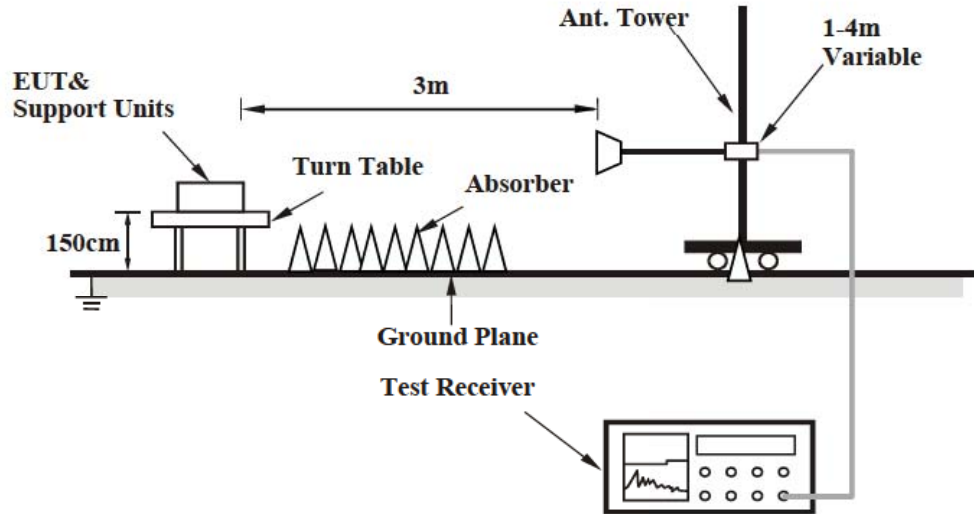 Ant. Tower
1-4m
Variable
EUT&
Support Units
3m
Turn Table
Absorber
150cm
Ground Plane
Test Receiver